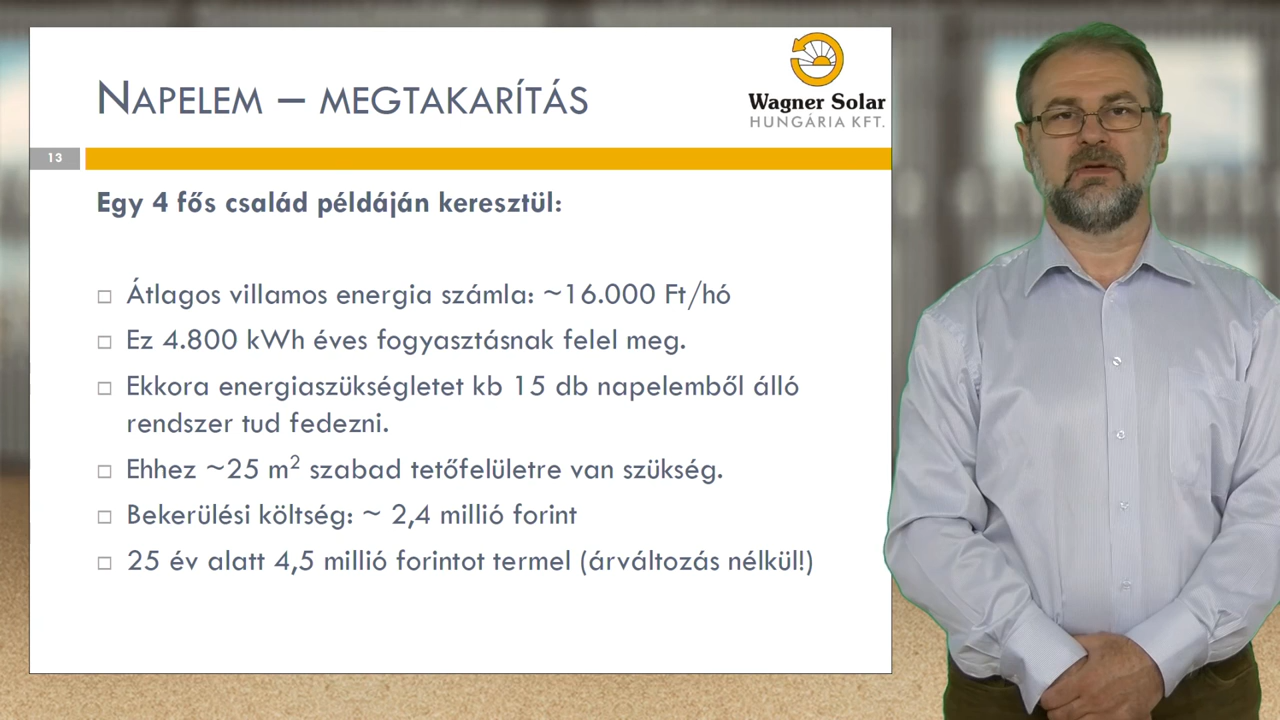 NAPELEM – MEGTAKARÍTÁS
Wagner Solar
HUNGÁRIA KFT.
13
Egy 4 fős család példáján keresztül:
Átlagos villamos energia számla: ~16.000 Ft/hó
Ez 4.800 kWh éves fogyasztásnak felel meg.
Ekkora energiaszükségletet kb 15 db napelemből álló
rendszer tud fedezni.
Ehhez ~25 m² szabad tetőfelületre van szükség.
Bekerülési költség: ~ 2,4 millió forint
25 év alatt 4,5 millió forintot termel (árváltozás nélkül!)